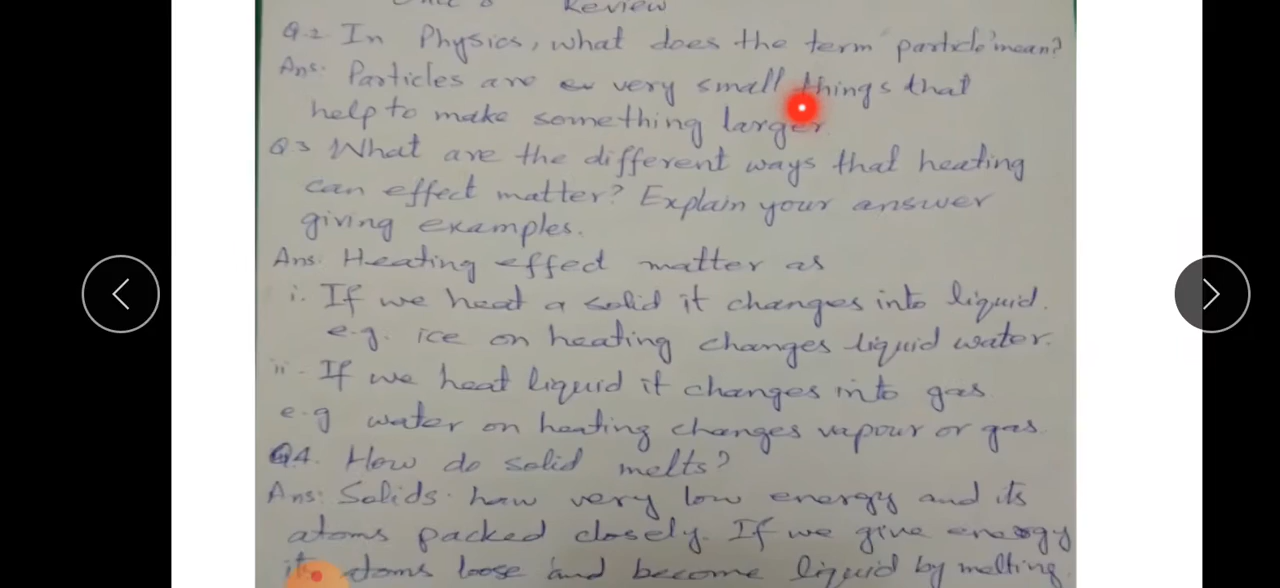 Review
Q.2 In Physics, what does the term "particle" mean?
Ans: Particles are very small things that
help to make something larger
Q3 What are the different ways that heating
can effect matter? Explain your answer
giving examples.
Ans: Heating effed matter as
i. If we heat a solid it changes into liquid.
e.g. ice on heating changes liquid water.
ii. If we heat liquid it changes into gas
e.g water on heating changes vapour or gas
Q4. How do solid melts?
Ans: Solids have very low energy and its
atoms packed closely. If we give energy
its atoms loose and become liquid by melting.